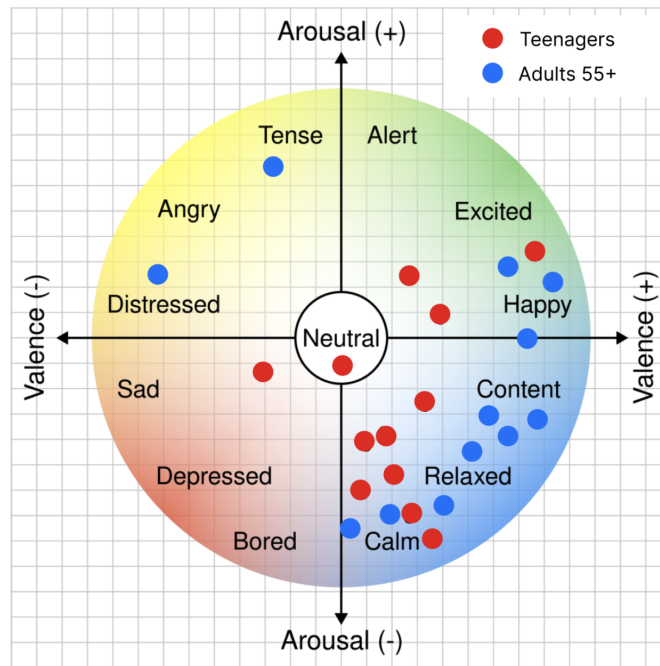 Arousal (+)
Teenagers
Adults 55+
Tense
Alert
Angry
Excited
Distressed
Happy
Valence (-)
Neutral
Valence (+)
Sad
Content
Depressed
Relaxed
Bored
Calm
Arousal (-)